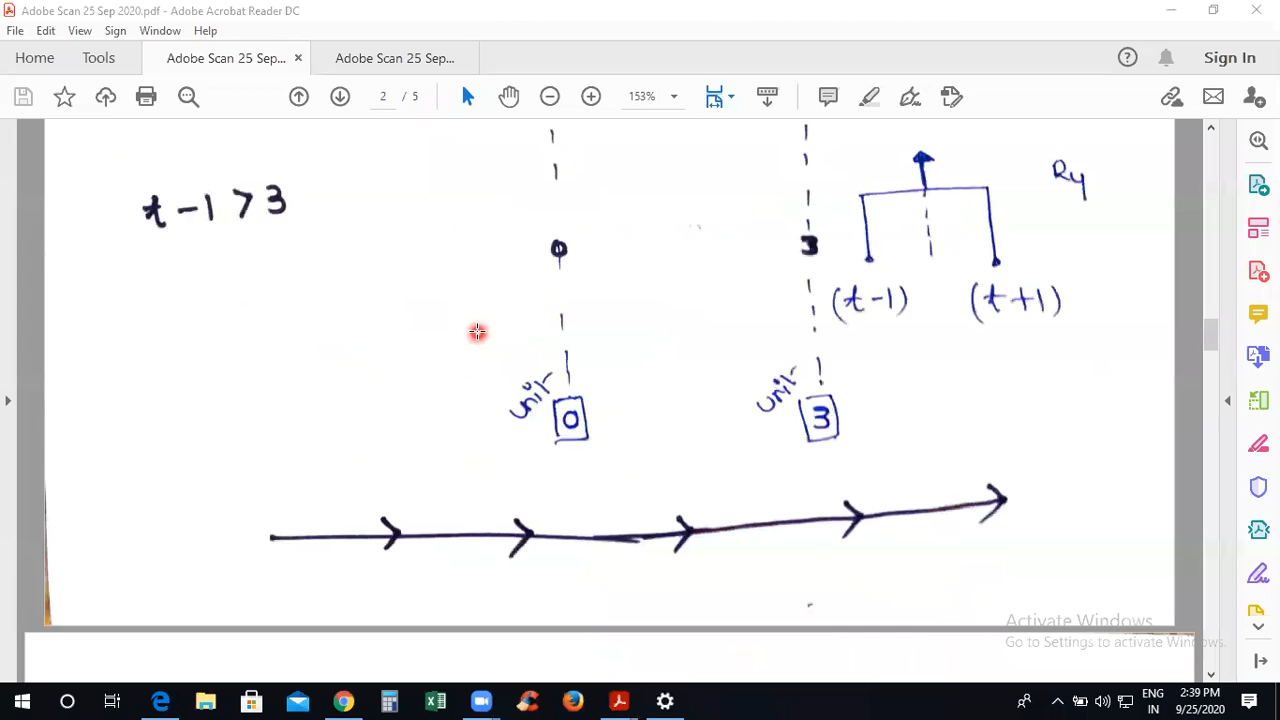 Adobe Scan 25 Sep 2020.pdf - Adobe Acrobat Reader DC
File Edit View Sign Window Help
Home Tools Adobe Scan 25 Sep... × Adobe Scan 25 Sep... Sign In
2 / 5 153%
t - 1 > 3
R4
0 3
(t-1) (t+1)
unit unit
0 3
Activate Windows
Go to Settings to activate Windows.
ENG 2:39 PM
IN 9/25/2020